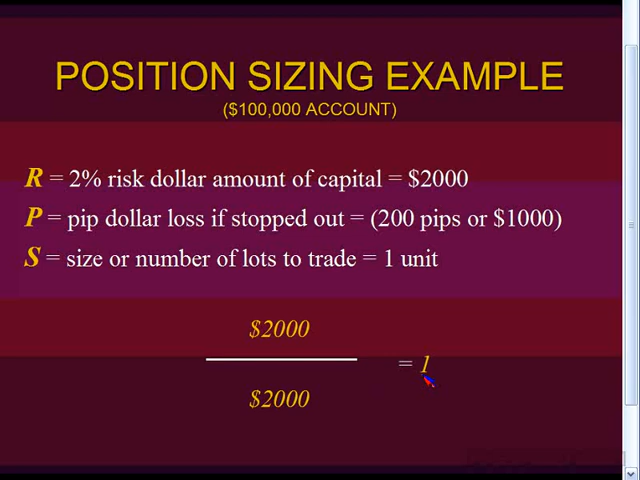 POSITION SIZING EXAMPLE
($100,000 ACCOUNT)
R = 2% risk dollar amount of capital = $2000
P = pip dollar loss if stopped out = (200 pips or $1000)
S = size or number of lots to trade = 1 unit
$2000
= 1
$2000